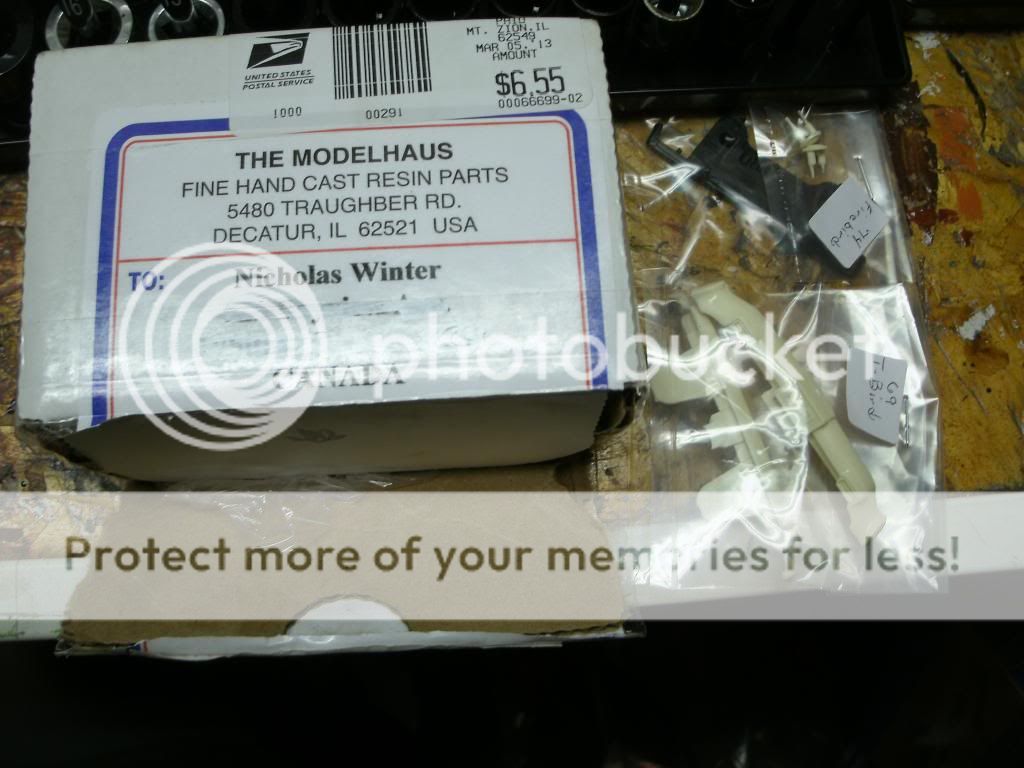 PAID
MT. ZION, IL
62549
MAR 05, '13
AMOUNT
$6.55
00066699-02
UNITED STATES
POSTAL SERVICE
1000
00291
THE MODELHAUS
FINE HAND CAST RESIN PARTS
5480 TRAUGHBER RD.
DECATUR, IL 62521 USA
TO:
Nicholas Winter
CANADA
'74
Firebird
69
T-Bird
photobucket
Protect more of your memories for less!